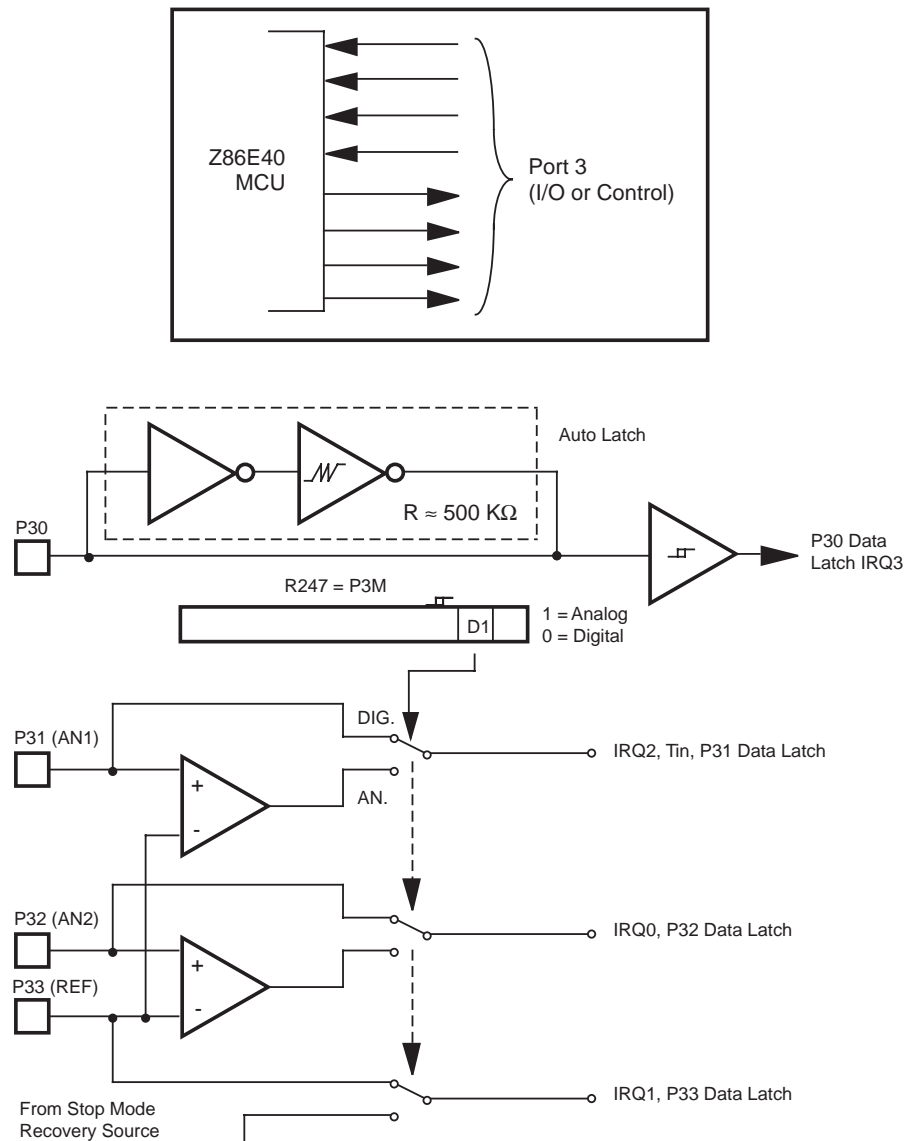 Z86E40
MCU
Port 3
(I/O or Control)
Auto Latch
R ≈ 500 KΩ
P30
P30 Data
Latch IRQ3
R247 = P3M
D1
1 = Analog
0 = Digital
DIG.
P31 (AN1)
IRQ2, Tin, P31 Data Latch
+
AN.
-
P32 (AN2)
IRQ0, P32 Data Latch
+
P33 (REF)
-
IRQ1, P33 Data Latch
From Stop Mode
Recovery Source